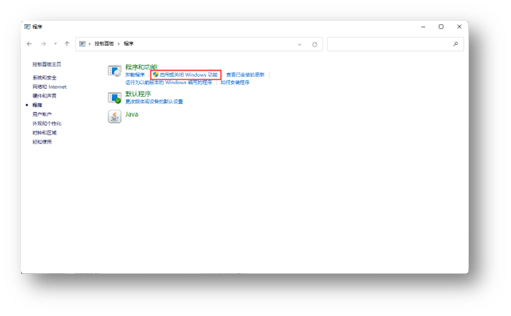 程序
控制面板 › 程序
控制面板主页
系统和安全
网络和 Internet
硬件和声音
程序
用户帐户
外观和个性化
时钟和区域
轻松使用
程序和功能
卸载程序 启用或关闭 Windows 功能 查看已安装的更新
运行为以前版本的 Windows 编写的程序 如何安装程序
默认程序
更改媒体或设备的默认设置
Java